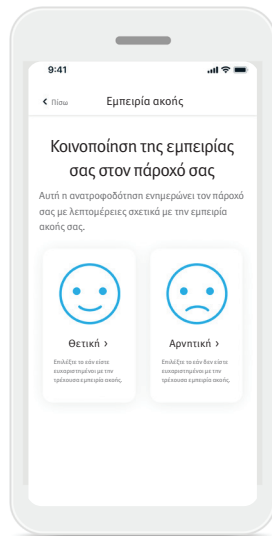 9:41
Πίσω Εμπειρία ακοής
Κοινοποίηση της εμπειρίας
σας στον πάροχό σας
Αυτή η ανατροφοδότηση ενημερώνει τον πάροχό
σας με λεπτομέρειες σχετικά με την εμπειρία
ακοής σας.
Θετική ›
Επιλέξτε το εάν είστε
ευχαριστημένοι με την
τρέχουσα εμπειρία ακοής.
Αρνητική ›
Επιλέξτε το εάν δεν είστε
ευχαριστημένοι με την
τρέχουσα εμπειρία ακοής.